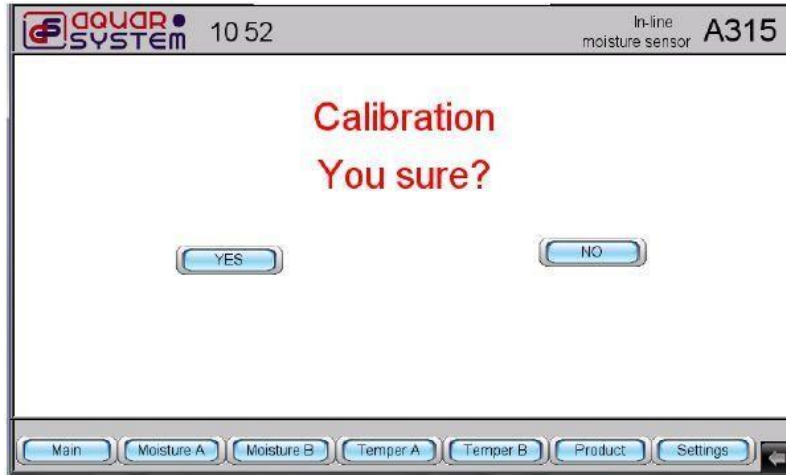 aquar
system
10 52
In-line
moisture sensor
A315
Calibration
You sure?
YES
NO
Main
Moisture A
Moisture B
Temper A
Temper B
Product
Settings